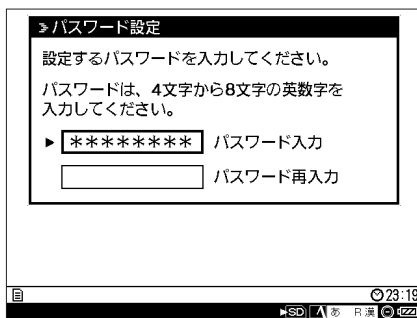 パスワード設定
設定するパスワードを入力してください。
パスワードは、4文字から8文字の英数字を
入力してください。
▶ ******** パスワード入力
パスワード再入力
23:19
▶SD あ R漢